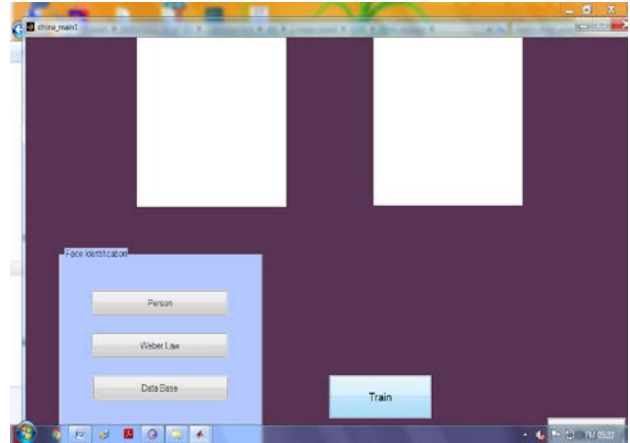 china_main1
Face Identification
Person
Weber Law
Data Base
Train